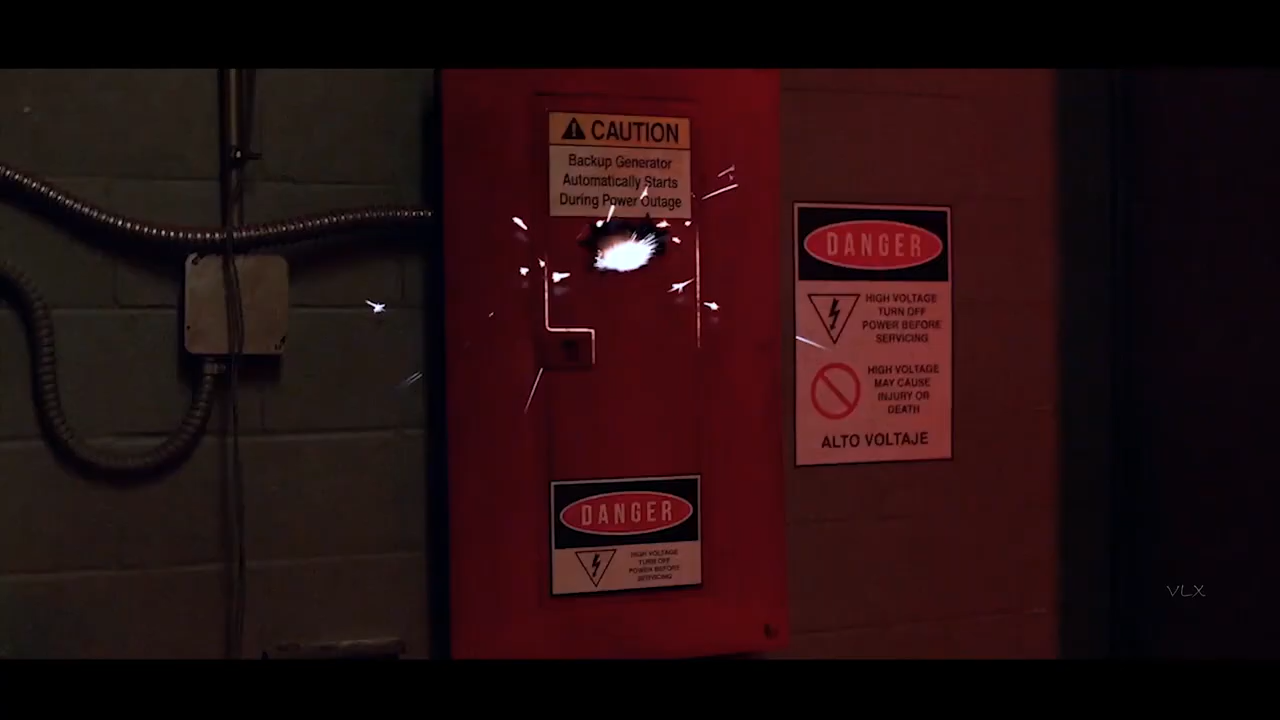 CAUTION
Backup Generator
Automatically Starts
During Power Outage
DANGER
HIGH VOLTAGE
TURN OFF
POWER BEFORE
SERVICING
HIGH VOLTAGE
MAY CAUSE
INJURY OR
DEATH
ALTO VOLTAJE
DANGER
HIGH VOLTAGE
TURN OFF
POWER BEFORE
SERVICING
VLX